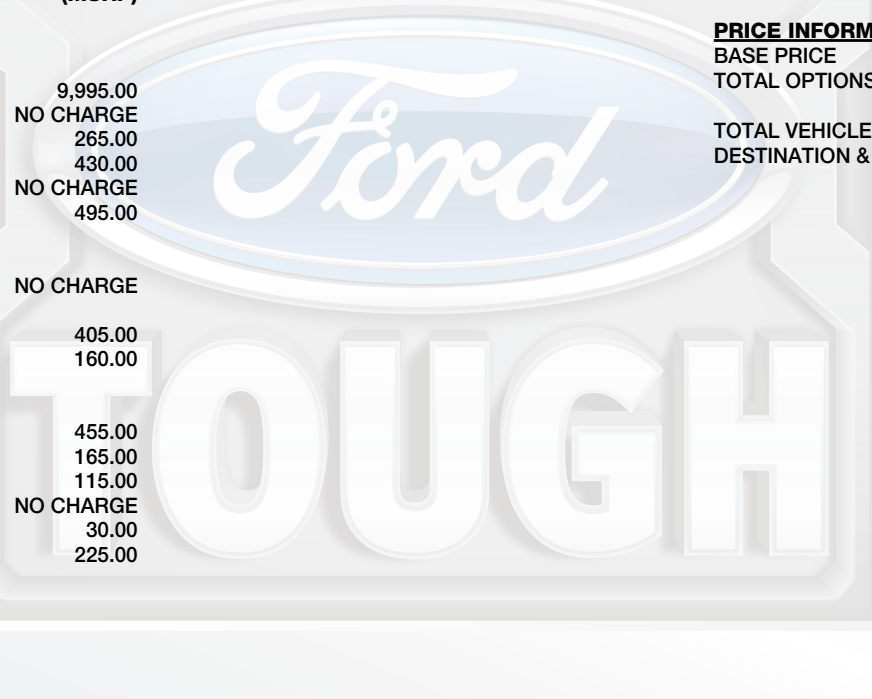 9,995.00
NO CHARGE
265.00
430.00
NO CHARGE
495.00
NO CHARGE
405.00
160.00
455.00
165.00
115.00
NO CHARGE
30.00
225.00
PRICE INFORM
BASE PRICE
TOTAL OPTIONS
TOTAL VEHICLE
DESTINATION &
Ford
TOUGH